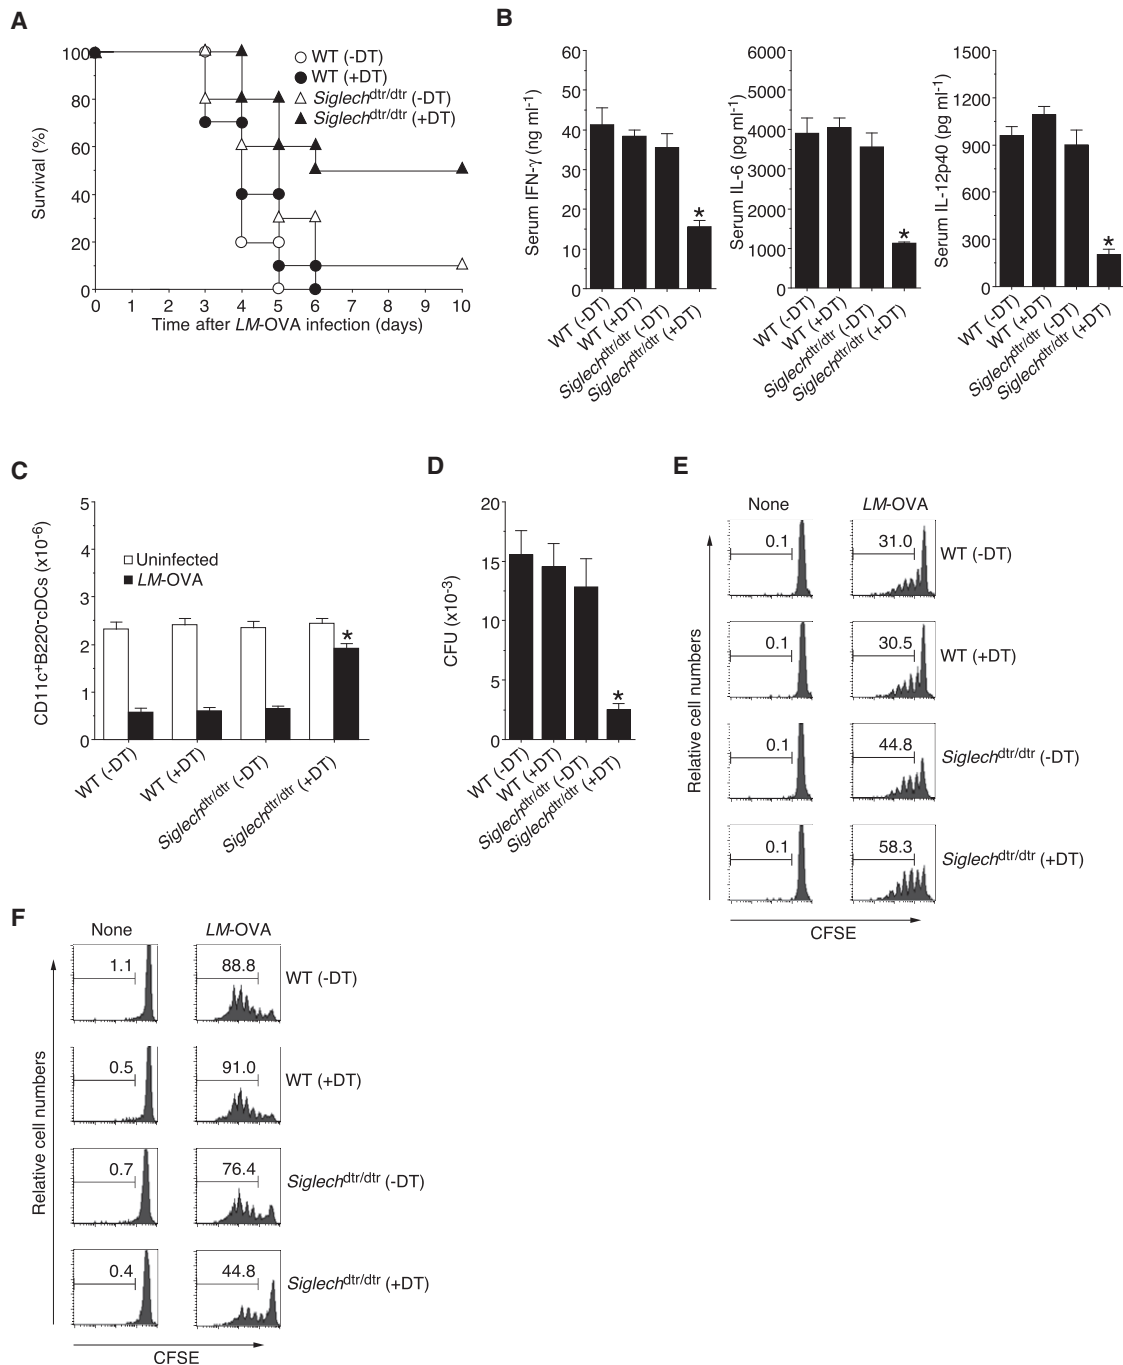 A
Survival (%)
100
80
60
40
20
0
0 1 2 3 4 5 6 7 8 9 10
Time after LM-OVA infection (days)
WT (-DT)
WT (+DT)
Siglechdtr/dtr (-DT)
Siglechdtr/dtr (+DT)
B
Serum IFN-γ (ng ml-1)
60
50
40
30
20
10
0
*
WT (-DT)
WT (+DT)
Siglechdtr/dtr (-DT)
Siglechdtr/dtr (+DT)
Serum IL-6 (pg ml-1)
6000
5000
4000
3000
2000
1000
0
*
WT (-DT)
WT (+DT)
Siglechdtr/dtr (-DT)
Siglechdtr/dtr (+DT)
Serum IL-12p40 (pg ml-1)
1500
1200
900
600
300
0
*
WT (-DT)
WT (+DT)
Siglechdtr/dtr (-DT)
Siglechdtr/dtr (+DT)
C
CD11c+B220-cDCs (x10-6)
5
4
3
2
1
0
Uninfected
LM-OVA
*
WT (-DT)
WT (+DT)
Siglechdtr/dtr (-DT)
Siglechdtr/dtr (+DT)
D
CFU (x10-3)
20
15
10
5
0
*
WT (-DT)
WT (+DT)
Siglechdtr/dtr (-DT)
Siglechdtr/dtr (+DT)
E
None LM-OVA
Relative cell numbers
0.1 31.0 WT (-DT)
0.1 30.5 WT (+DT)
0.1 44.8 Siglechdtr/dtr (-DT)
0.1 58.3 Siglechdtr/dtr (+DT)
CFSE
F
None LM-OVA
Relative cell numbers
1.1 88.8 WT (-DT)
0.5 91.0 WT (+DT)
0.7 76.4 Siglechdtr/dtr (-DT)
0.4 44.8 Siglechdtr/dtr (+DT)
CFSE